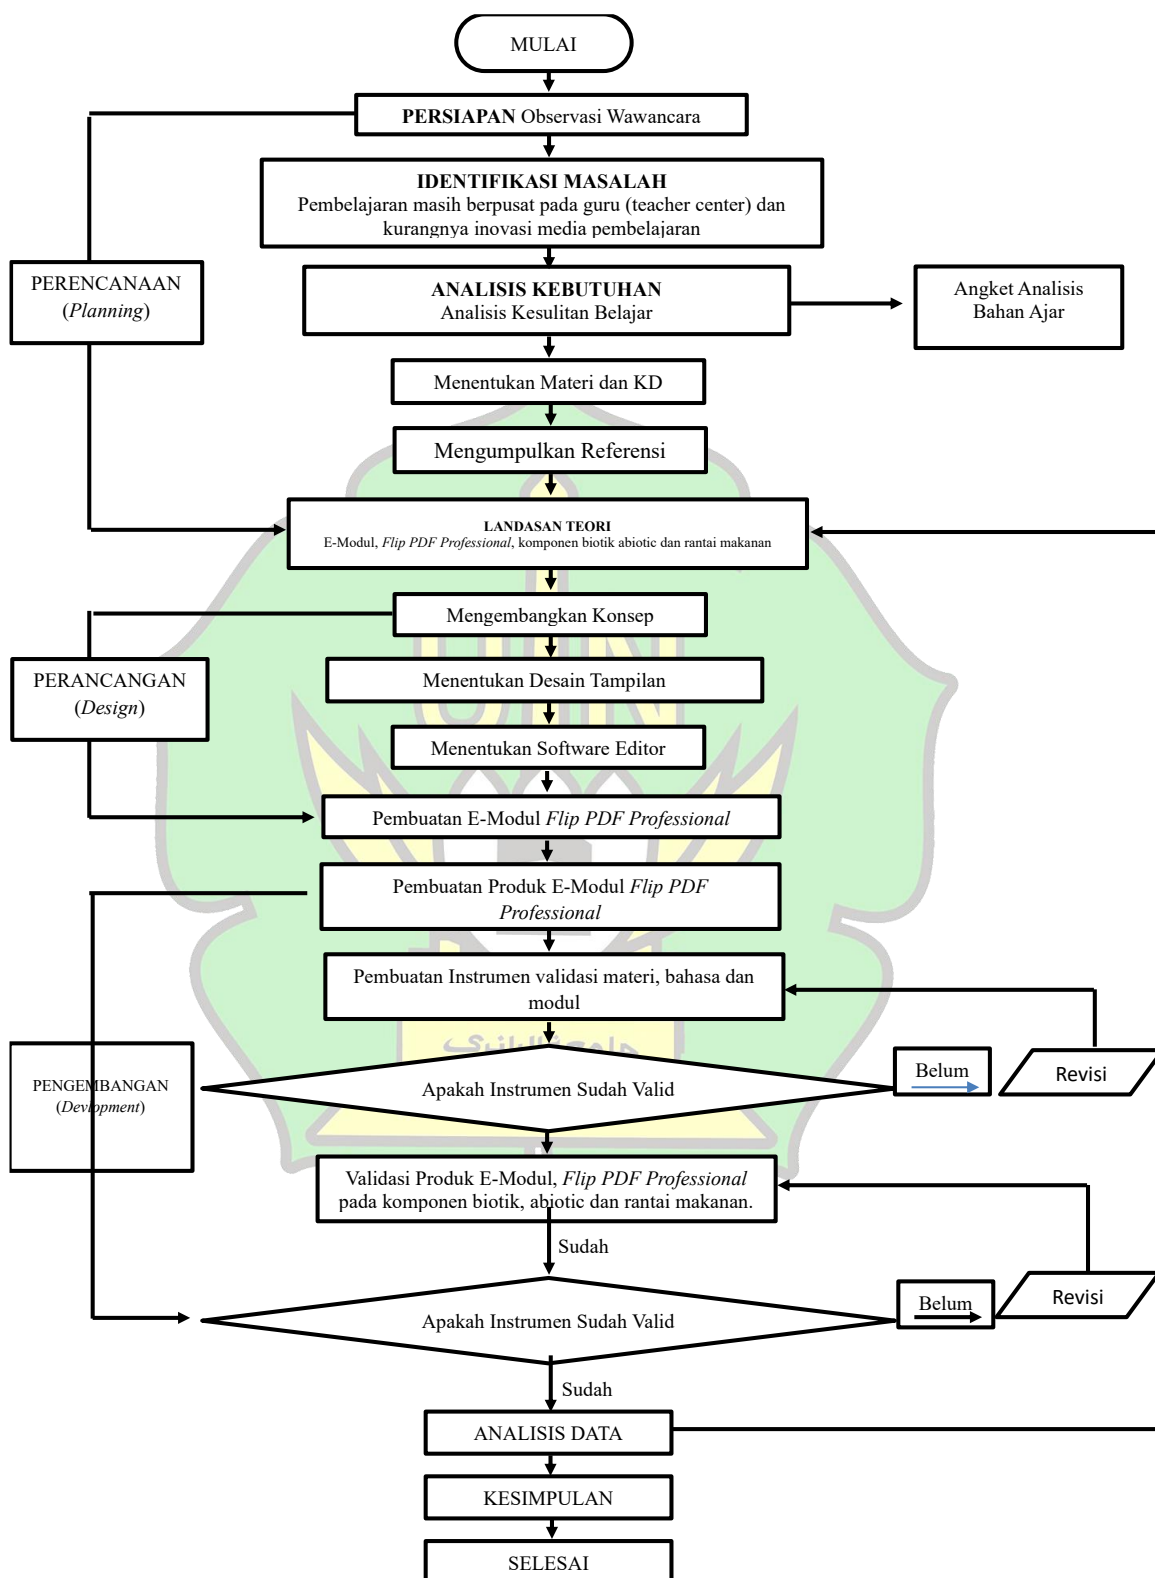 MULAI
PERSIAPAN Observasi Wawancara
IDENTIFIKASI MASALAH
Pembelajaran masih berpusat pada guru (teacher center) dan
kurangnya inovasi media pembelajaran
PERENCANAAN
(Planning)
ANALISIS KEBUTUHAN
Analisis Kesulitan Belajar
Angket Analisis
Bahan Ajar
Menentukan Materi dan KD
Mengumpulkan Referensi
LANDASAN TEORI
E-Modul, Flip PDF Professional, komponen biotik abiotic dan rantai makanan
Mengembangkan Konsep
UIN
PERANCANGAN
(Design)
Menentukan Desain Tampilan
Menentukan Software Editor
Pembuatan E-Modul Flip PDF Professional
Pembuatan Produk E-Modul Flip PDF
Professional
Pembuatan Instrumen validasi materi, bahasa dan
modul
جامعة الرانري
PENGEMBANGAN
(Devlopment)
Apakah Instrumen Sudah Valid
Belum
Revisi
Validasi Produk E-Modul, Flip PDF Professional
pada komponen biotik, abiotic dan rantai makanan.
Sudah
Apakah Instrumen Sudah Valid
Belum
Revisi
Sudah
ANALISIS DATA
KESIMPULAN
SELESAI